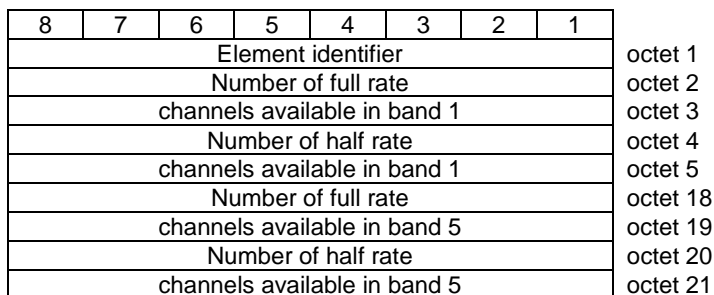 8 7 6 5 4 3 2 1
Element identifier octet 1
Number of full rate octet 2
channels available in band 1 octet 3
Number of half rate octet 4
channels available in band 1 octet 5
Number of full rate octet 18
channels available in band 5 octet 19
Number of half rate octet 20
channels available in band 5 octet 21